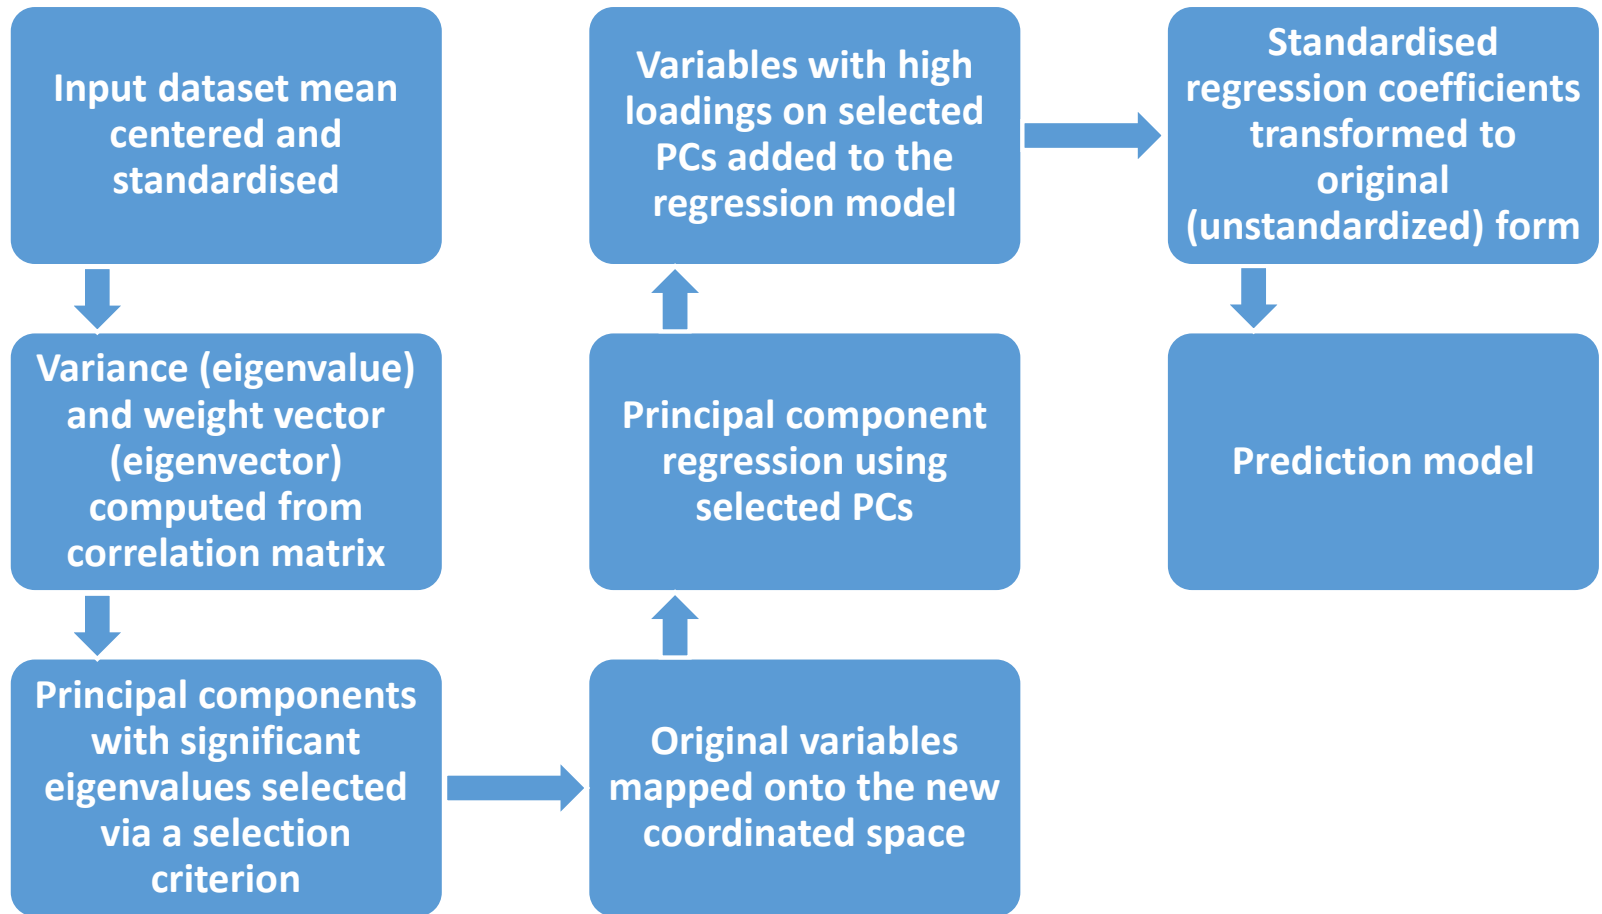 Input dataset mean
centered and
standardised
Variance (eigenvalue)
and weight vector
(eigenvector)
computed from
correlation matrix
Principal components
with significant
eigenvalues selected
via a selection
criterion
Original variables
mapped onto the new
coordinated space
Principal component
regression using
selected PCs
Variables with high
loadings on selected
PCs added to the
regression model
Standardised
regression coefficients
transformed to
original
(unstandardized) form
Prediction model